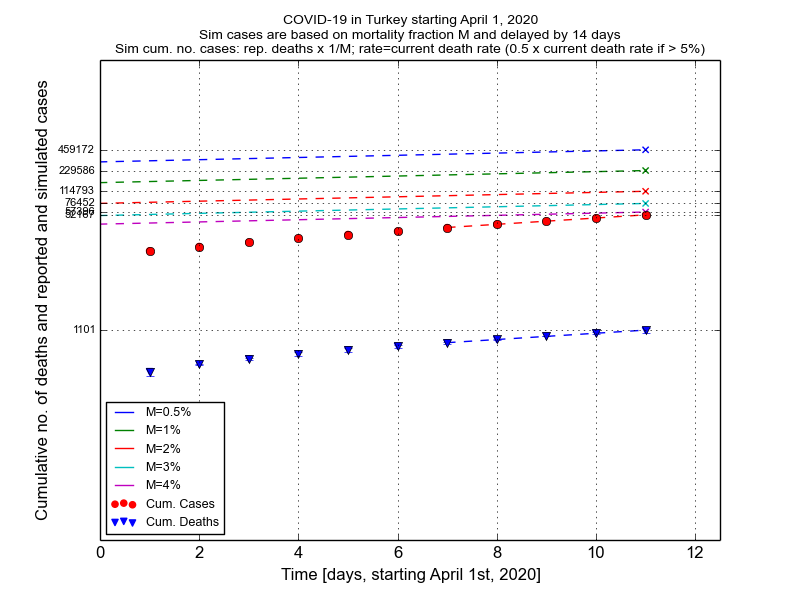 COVID-19 in Turkey starting April 1, 2020
Sim cases are based on mortality fraction M and delayed by 14 days
Sim cum. no. cases: rep. deaths x 1/M; rate=current death rate (0.5 x current death rate if > 5%)
Cumulative no. of deaths and reported and simulated cases
459172
229586
114793
76452
1101
M=0.5%
M=1%
M=2%
M=3%
M=4%
Cum. Cases
Cum. Deaths
0 2 4 6 8 10 12
Time [days, starting April 1st, 2020]